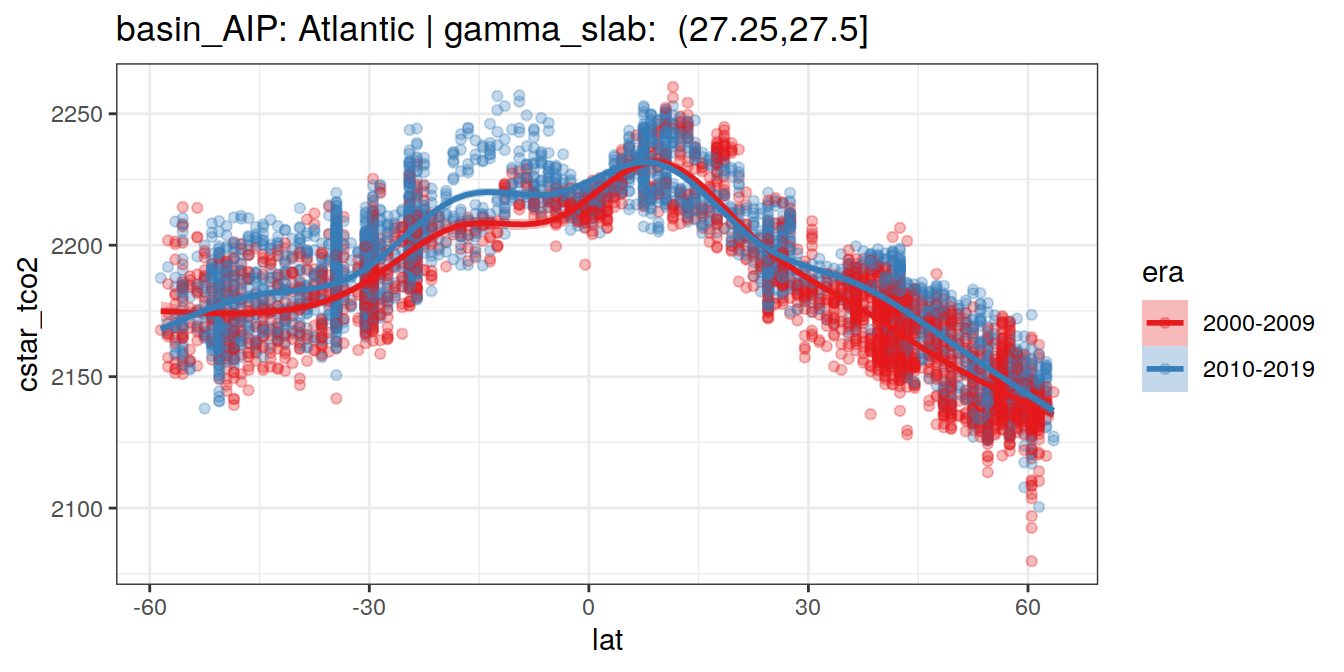 basin_AIP: Atlantic | gamma_slab:  (27.25,27.5]
cstar_tco2
2250
2200
2150
2100
-60
-30
0
30
60
lat
era
2000-2009
2010-2019